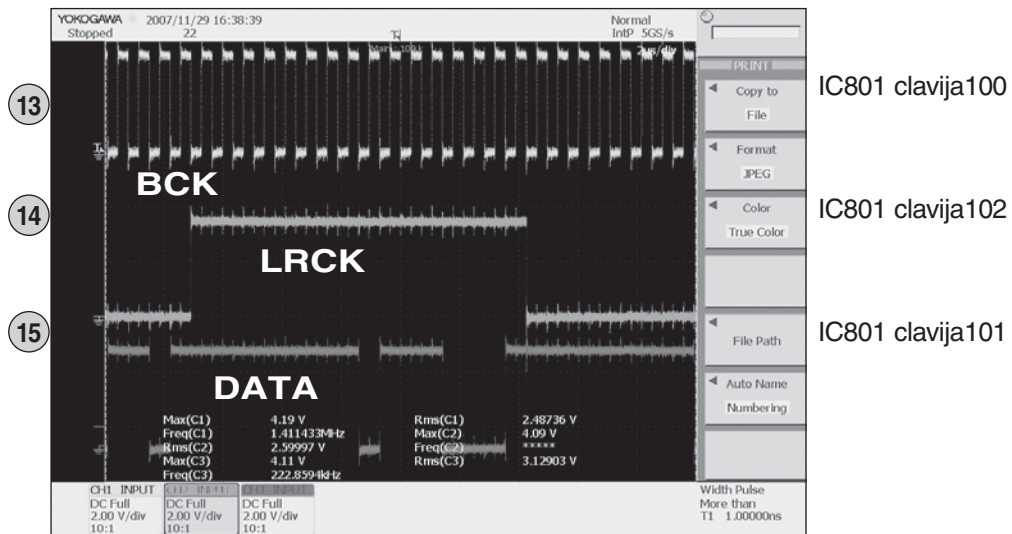 YOKOGAWA 2007/11/29 16:38:39
Normal
Stopped 22
IntP 5GS/s
2us/div
PRINT
Copy to
File
Format
JPEG
Color
True Color
File Path
Auto Name
Numbering
13
IC801 clavija100
BCK
14
IC801 clavija102
LRCK
15
IC801 clavija101
DATA
Max(C1) 4.19 V
Freq(C1) 1.411433MHz
Rms(C2) 2.59997 V
Max(C3) 4.11 V
Freq(C3) 222.8594kHz
Rms(C1) 2.48736 V
Max(C2) 4.09 V
Freq(C2) *****
Rms(C3) 3.12903 V
CH1 INPUT
DC Full
2.00 V/div
10:1
CH2 INPUT
DC Full
2.00 V/div
10:1
CH3 INPUT
DC Full
2.00 V/div
10:1
Width Pulse
More than
T1 1.00000ns